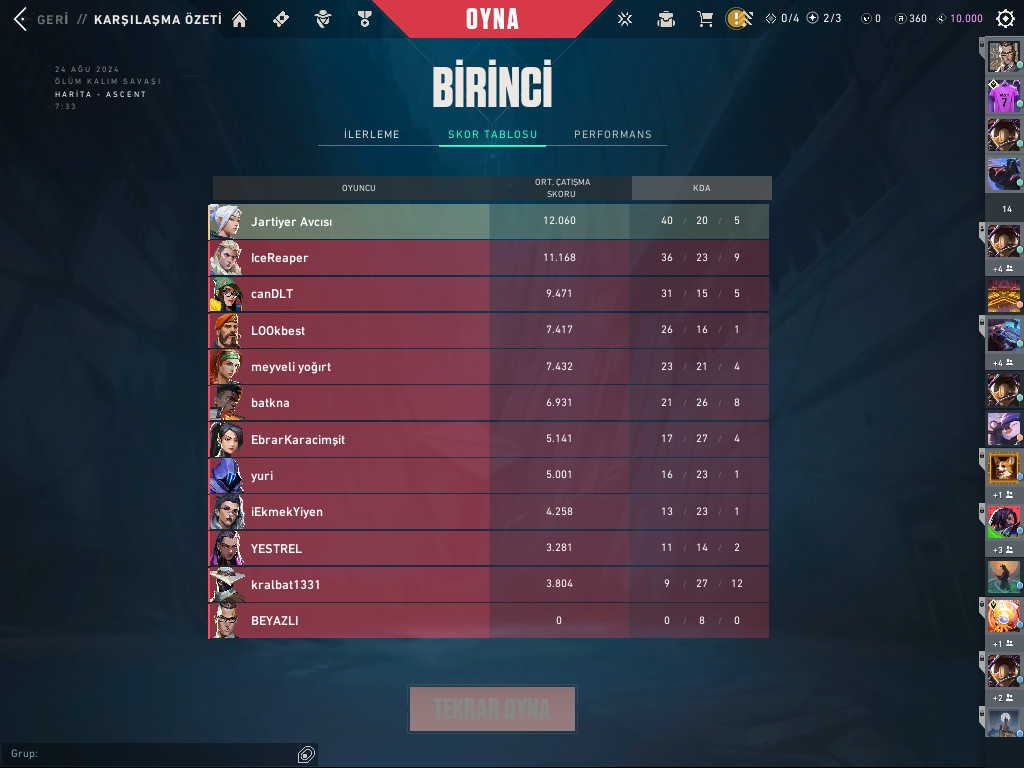 GERİ // KARŞILAŞMA ÖZETİ
OYNA
0/4
2/3
0
360
10.000
24 AĞU 2024
ÖLÜM KALIM SAVAŞI
HARİTA - ASCENT
7:33
BİRİNCİ
İLERLEME
SKOR TABLOSU
PERFORMANS
OYUNCU
ORT. ÇATIŞMA
SKORU
KDA
Jartiyer Avcısı 12.060 40 / 20 / 5
IceReaper 11.168 36 / 23 / 9
canDLT 9.471 31 / 15 / 5
LOOkbest 7.417 26 / 16 / 1
meyveli yoğırt 7.432 23 / 21 / 4
batkna 6.931 21 / 26 / 8
EbrarKaracimşit 5.141 17 / 27 / 4
yuri 5.001 16 / 23 / 1
iEkmekYiyen 4.258 13 / 23 / 1
YESTREL 3.281 11 / 14 / 2
kralbat1331 3.804 9 / 27 / 12
BEYAZLI 0 0 / 8 / 0
TEKRAR OYNA
Grup:
7
14
+4
+4
+1
+3
+1
+2